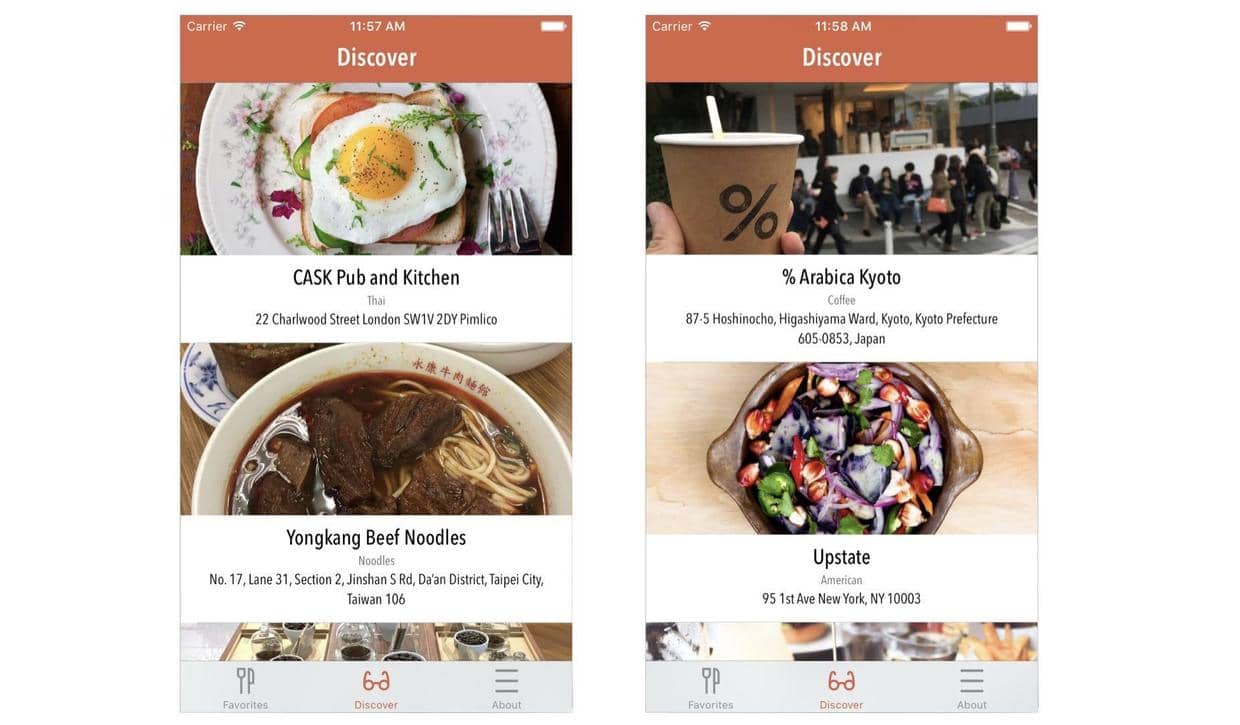 Carrier 11:57 AM
Discover
CASK Pub and Kitchen
Thai
22 Charlwood Street London SW1V 2DY Pimlico
永康牛肉麵館
Yongkang Beef Noodles
Noodles
No. 17, Lane 31, Section 2, Jinshan S Rd, Da'an District, Taipei City,
Taiwan 106
Favorites Discover About
Carrier 11:58 AM
Discover
%
% Arabica Kyoto
Coffee
87-5 Hoshinocho, Higashiyama Ward, Kyoto, Kyoto Prefecture
605-0853, Japan
Upstate
American
95 1st Ave New York, NY 10003
Favorites Discover About